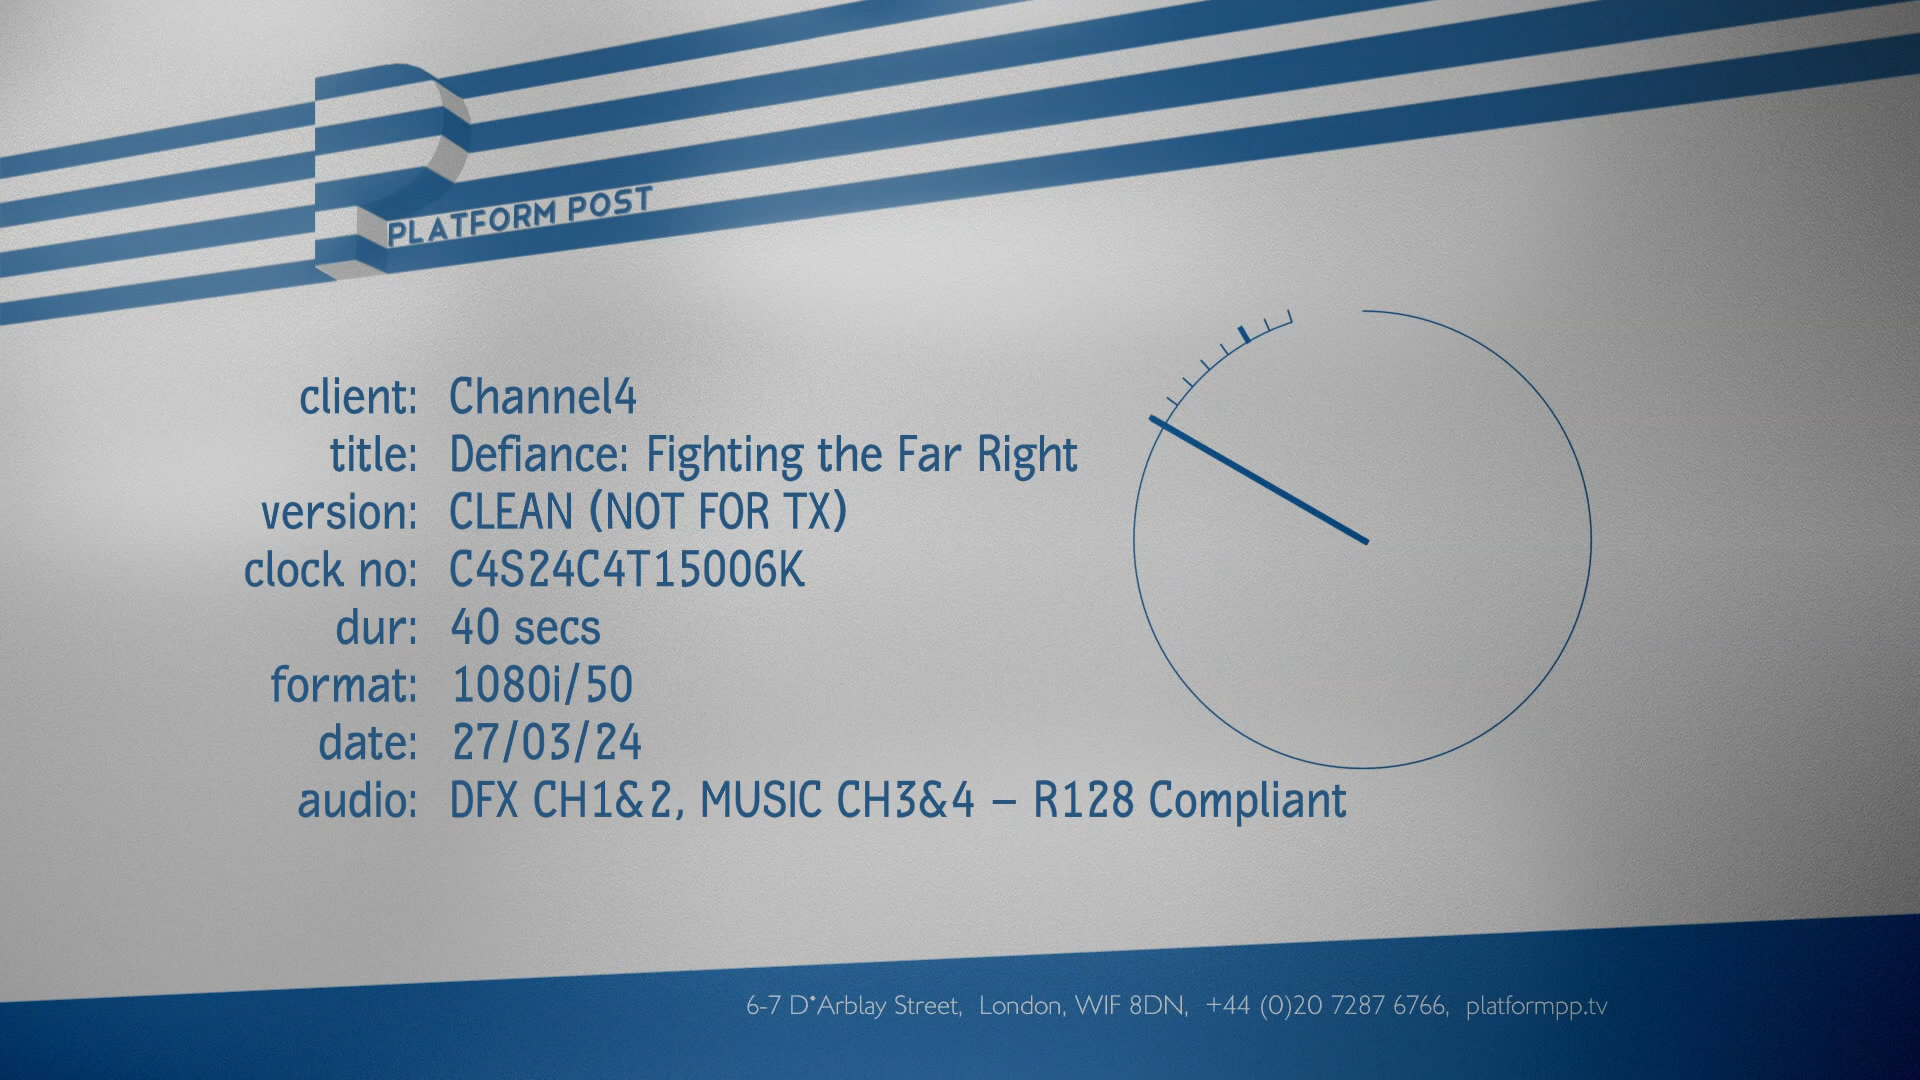 PLATFORM POST
client: Channel4
title: Defiance: Fighting the Far Right
version: CLEAN (NOT FOR TX)
clock no: C4S24C4T15006K
dur: 40 secs
format: 1080i/50
date: 27/03/24
audio: DFX CH1&2, MUSIC CH3&4 – R128 Compliant
6-7 D'Arblay Street, London, WIF 8DN, +44 (0)20 7287 6766, platformpp.tv